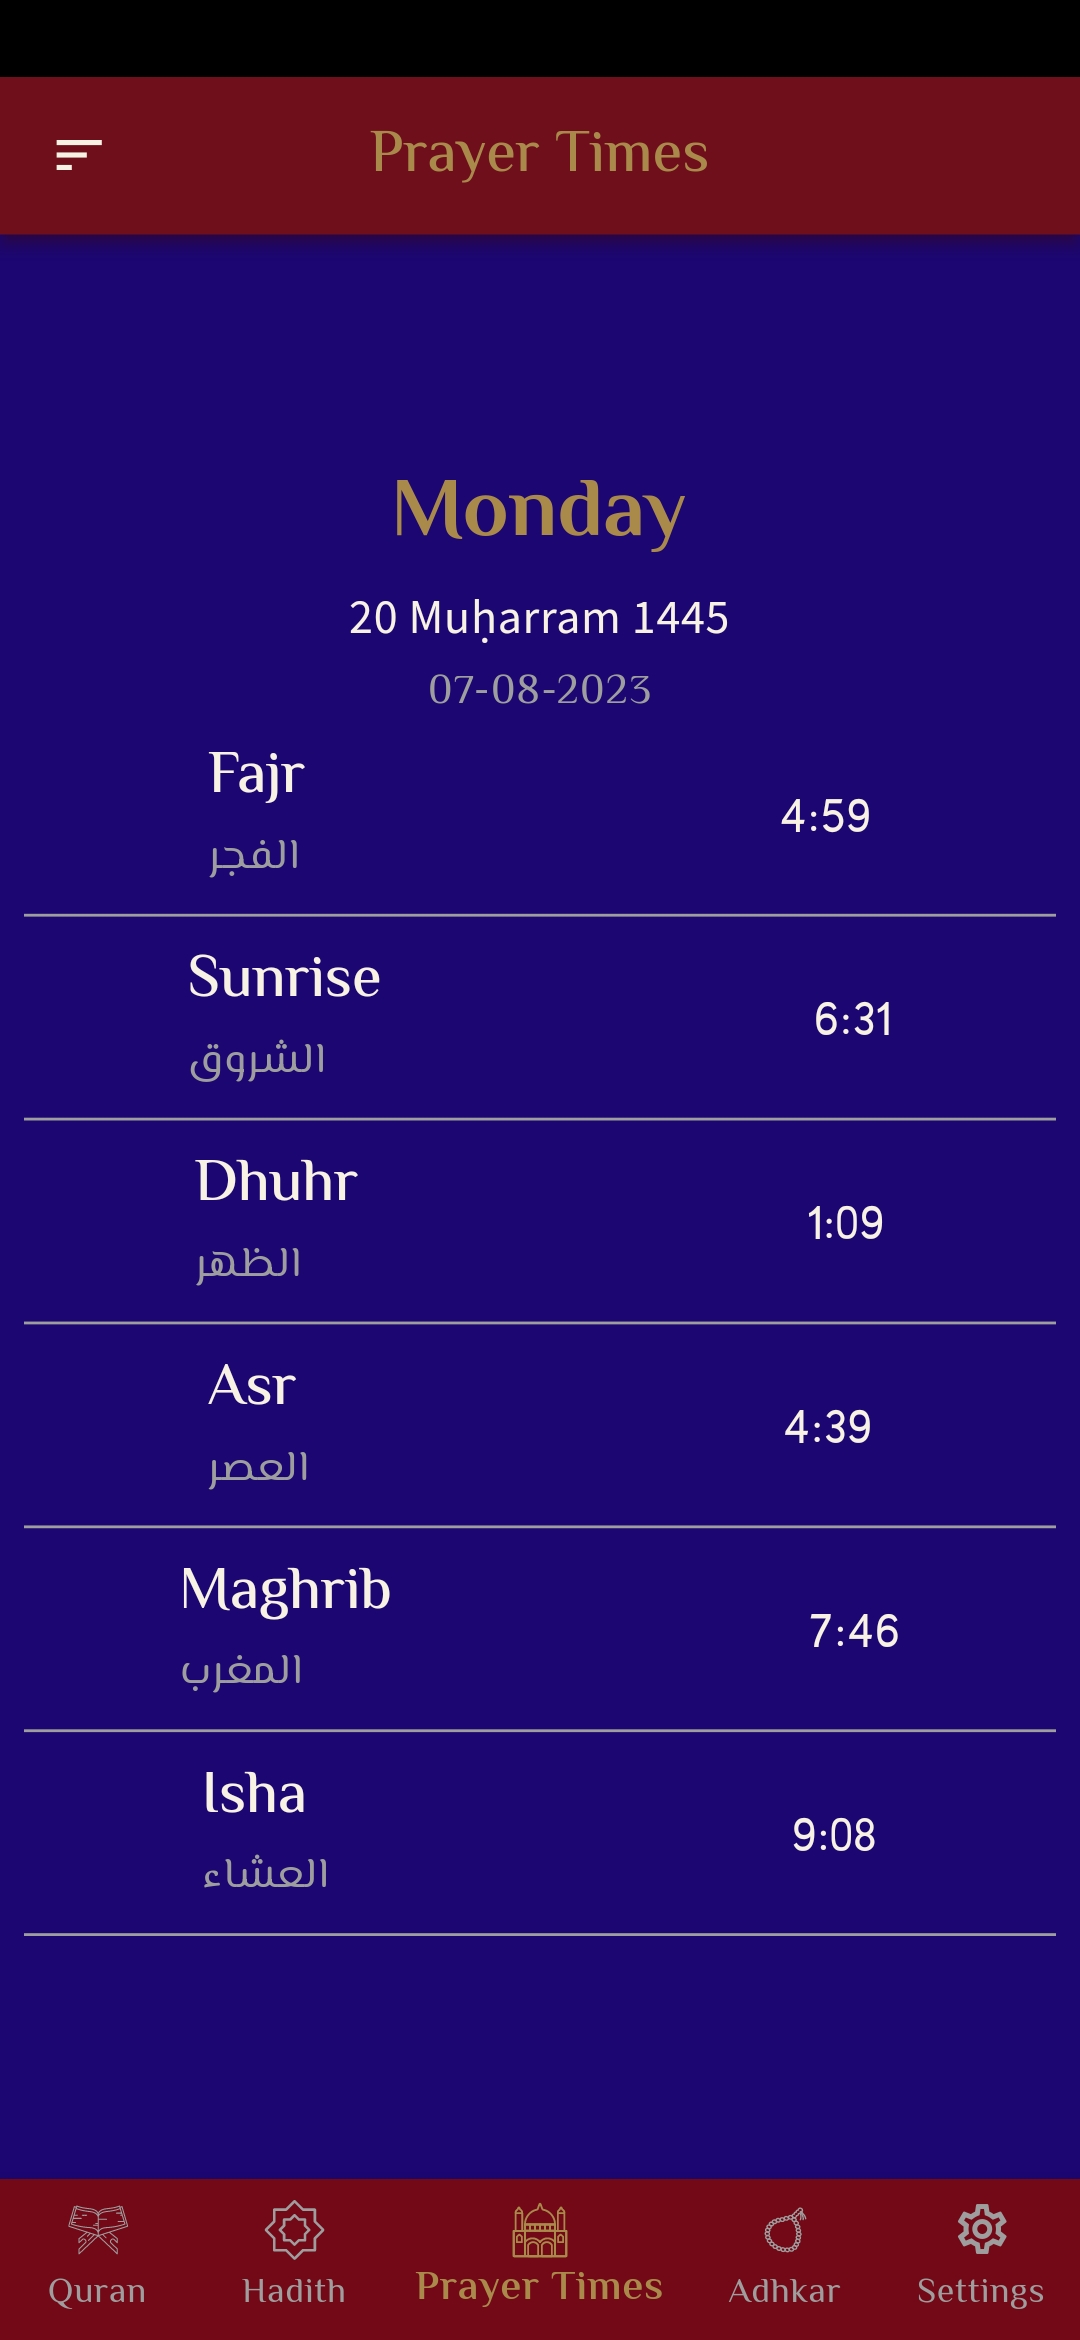 Prayer Times
Monday
20 Muḥarram 1445
07-08-2023
Fajr
4:59
الفجر
Sunrise
6:31
الشروق
Dhuhr
1:09
الظهر
Asr
4:39
العصر
Maghrib
7:46
المغرب
Isha
9:08
العشاء
Quran
Hadith
Prayer Times
Adhkar
Settings